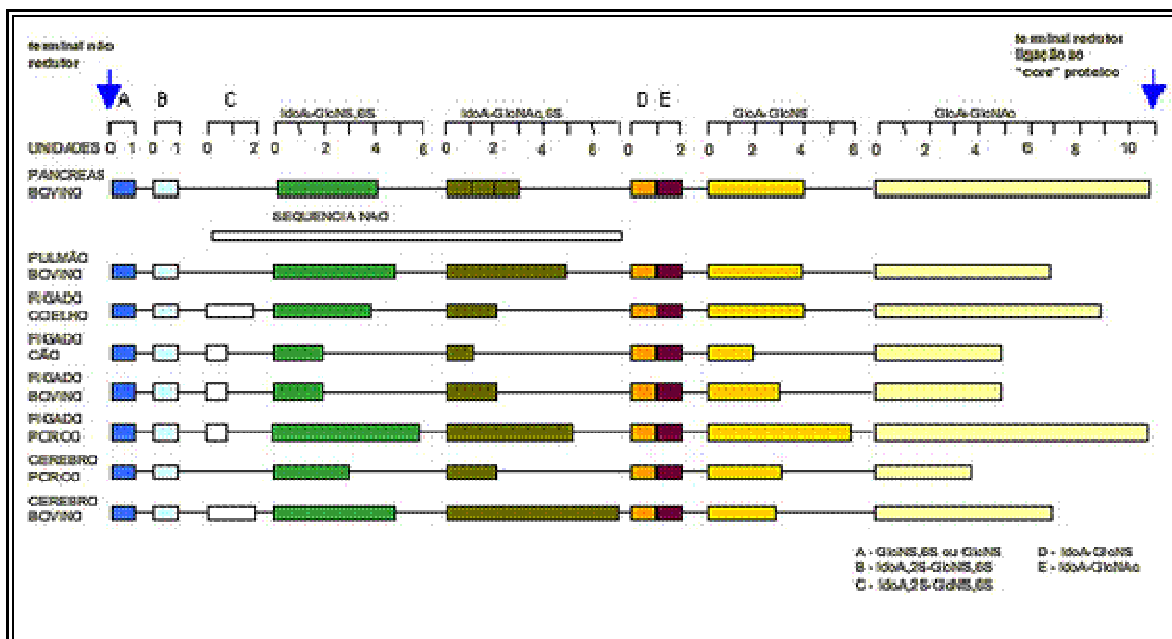 terminal não
redutor
terminal redutor
ligação ao
"core" proteico
A B C IdoA-GlcNS,6S IdoA-GlcNAc,6S D E GlcA-GlcNS GlcA-GlcNAc
UNIDADES 0 1 0 1 0 2 0 2 4 6 0 2 4 6 0 2 0 2 4 6 0 2 4 6 8 10
PANCREAS
BOVINO
SEQUENCIA NAO
PULMÃO
BOVINO
FIGADO
COELHO
FIGADO
CÃO
FIGADO
BOVINO
FIGADO
PORCO
CEREBRO
PORCO
CEREBRO
BOVINO
A - GlcNS,6S ou GlcNS
B - IdoA,2S-GlcNS,6S
C - IdoA,2S-GlcNS,6S
D - IdoA-GlcNS
E - IdoA-GlcNAc